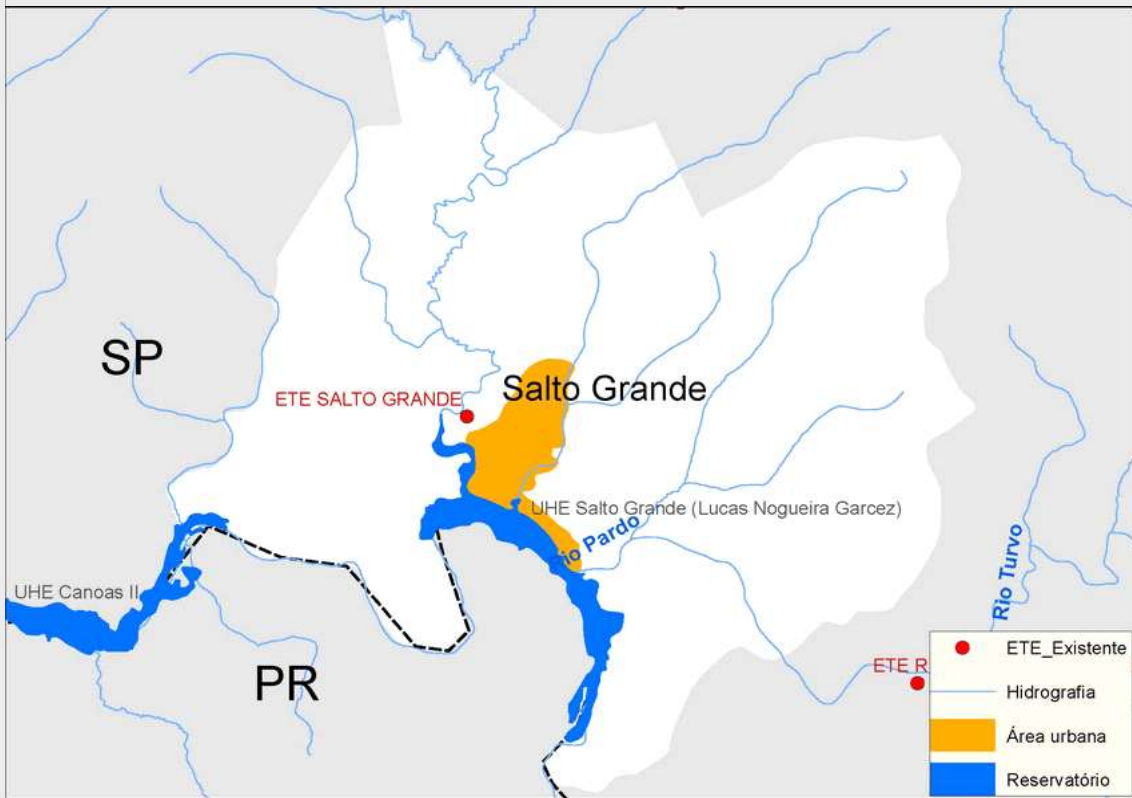 SP
Salto Grande
ETE SALTO GRANDE
UHE Salto Grande (Lucas Nogueira Garcez)
Rio Pardo
Rio Turvo
UHE Canoas II
PR
ETE R
ETE_Existente
Hidrografia
Área urbana
Reservatório